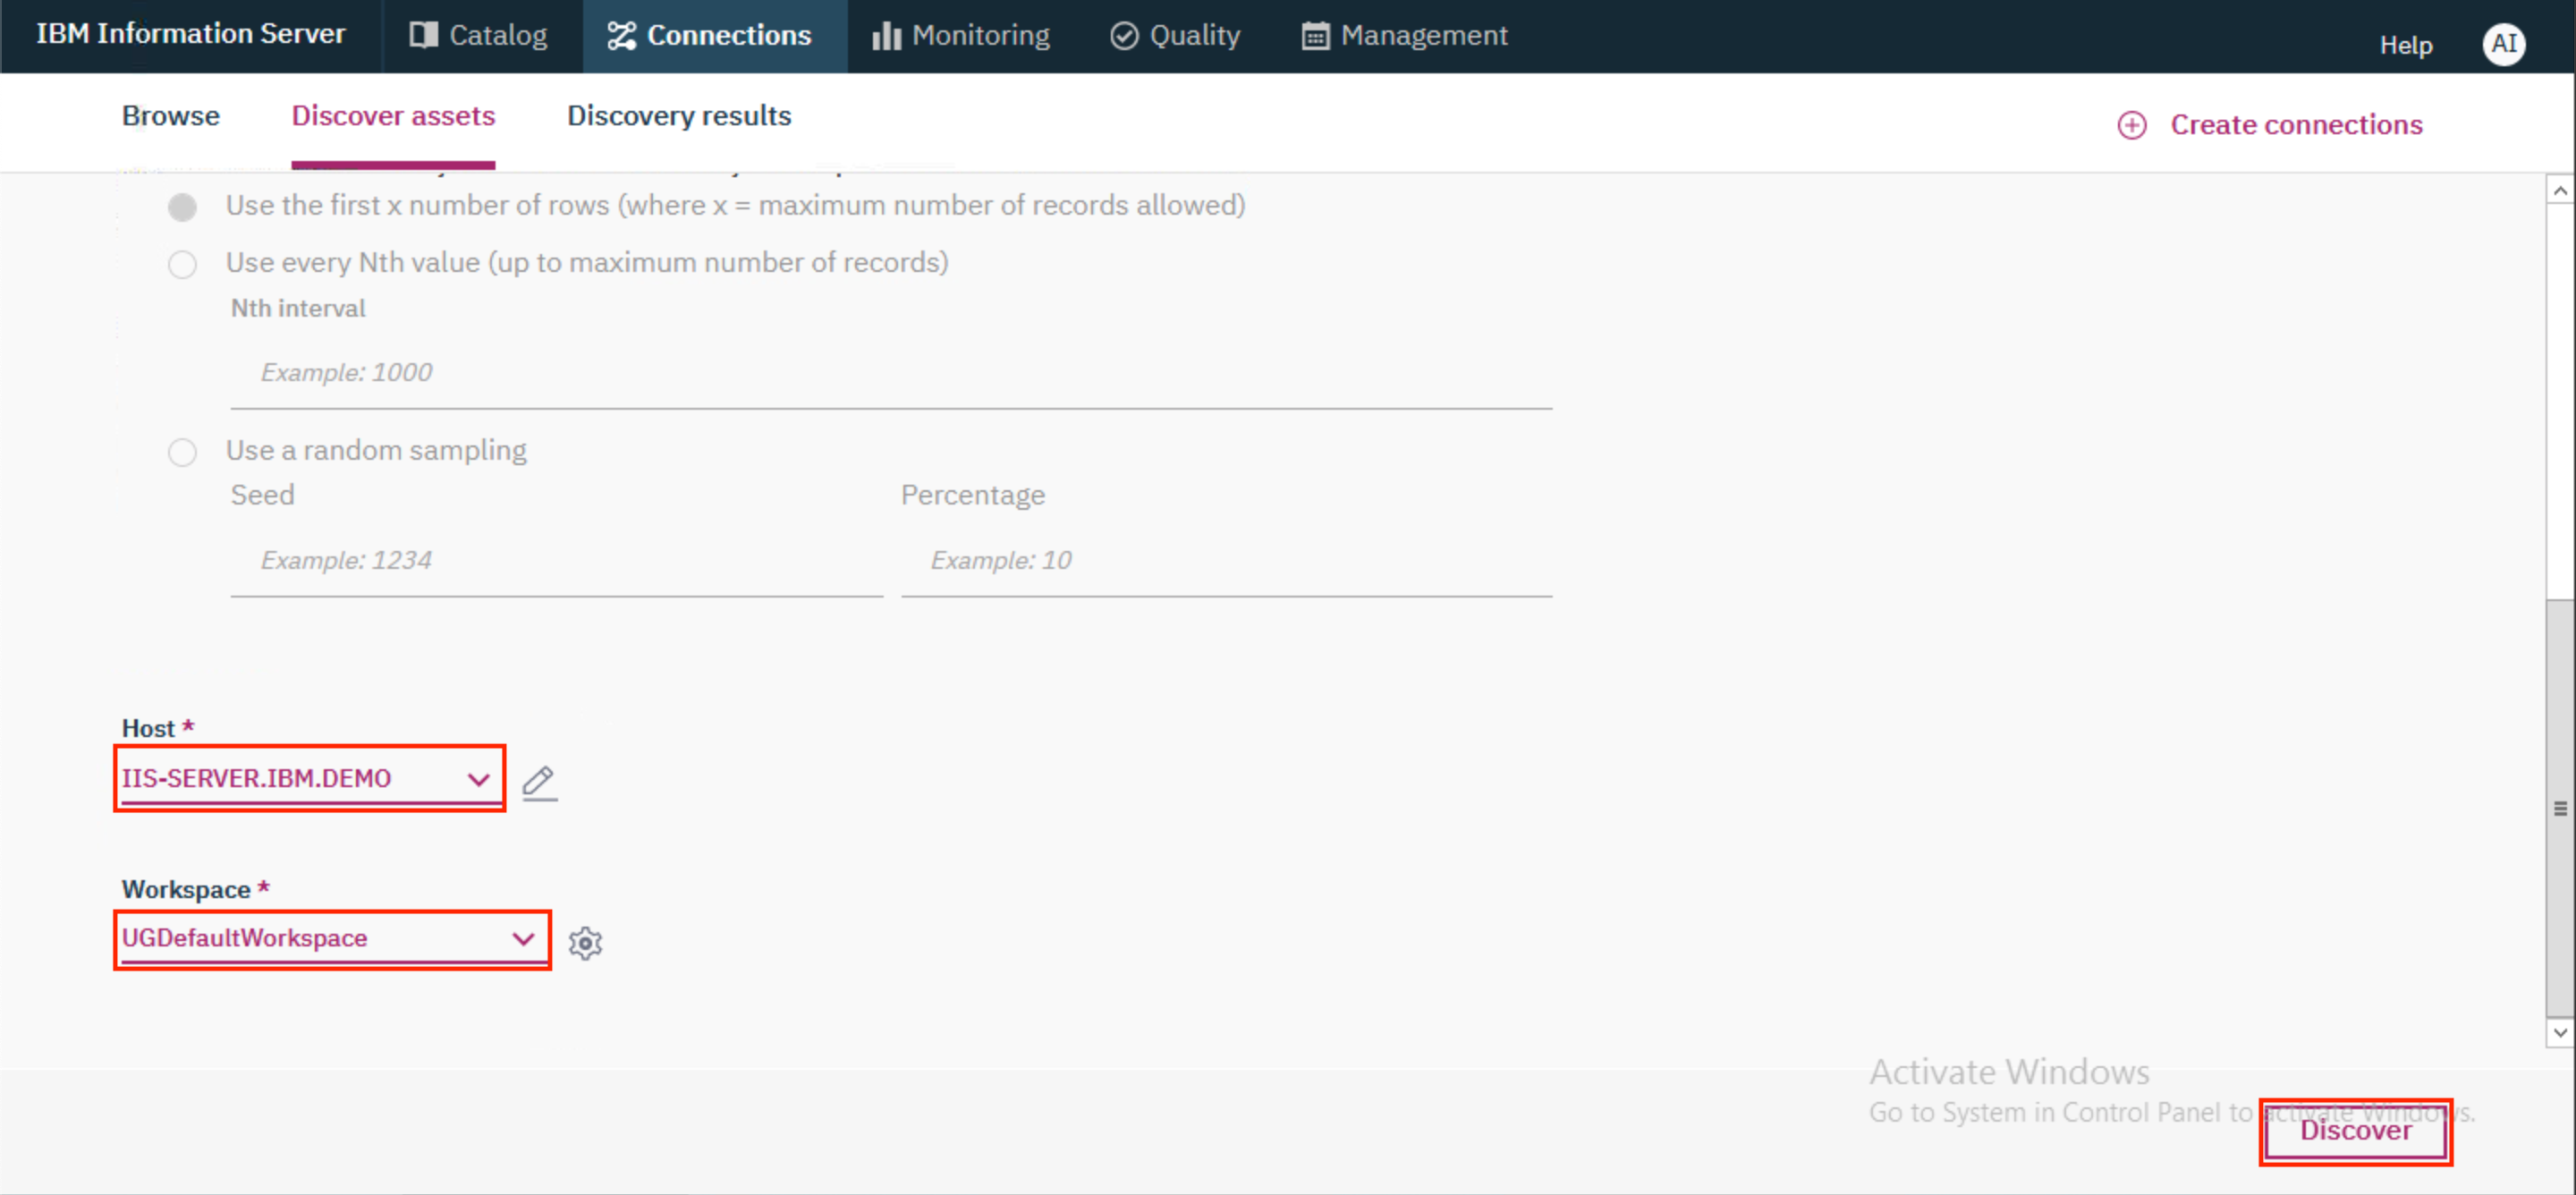 IBM Information Server Catalog Connections Monitoring Quality Management Help AI
Browse Discover assets Discovery results Create connections
Use the first x number of rows (where x = maximum number of records allowed)
Use every Nth value (up to maximum number of records)
Nth interval
Example: 1000
Use a random sampling
Seed Percentage
Example: 1234 Example: 10
Host *
IIS-SERVER.IBM.DEMO
Workspace *
UGDefaultWorkspace
Activate Windows
Go to System in Control Panel to activate Windows.
Discover